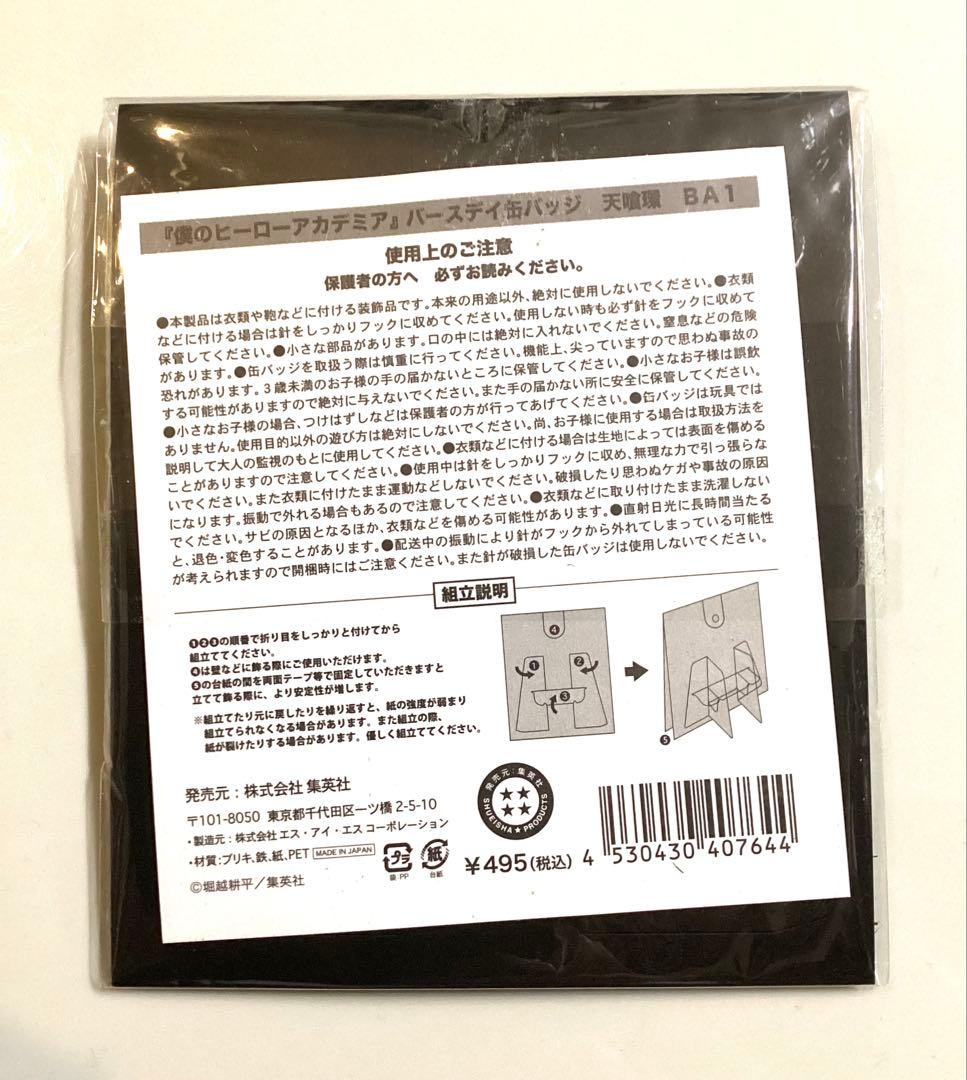 『僕のヒーローアカデミア』バースデイ缶バッジ 天喰環 BA1
使用上のご注意
保護者の方へ 必ずお読みください。
●本製品は衣類や鞄などに付ける装飾品です。本来の用途以外、絶対に使用しないでください。●衣類
などに付ける場合は針をしっかりフックに収めてください。使用しない時も必ず針をフックに収めて
保管してください。●小さな部品があります。口の中には絶対に入れないでください。窒息などの危険
があります。●缶バッジを取扱う際は慎重に行ってください。機能上、尖っていますので思わぬ事故の
恐れがあります。3歳未満のお子様の手の届かないところに保管してください。●小さなお子様は誤飲
する可能性がありますので絶対に与えないでください。また手の届かない所に安全に保管してください。
●小さなお子様の場合、つけはずしなどは保護者の方が行ってあげてください。●缶バッジは玩具では
ありません。使用目的以外の遊び方は絶対にしないでください。尚、お子様に使用する場合は取扱方法を
説明して大人の監視のもとに使用してください。●衣類などに付ける場合は生地によっては表面を傷める
ことがありますので注意してください。●使用中は針をしっかりフックに収め、無理な力で引っ張らな
いでください。また衣類に付けたまま運動などしないでください。破損したり思わぬケガや事故の原因
になります。振動で外れる場合もあるので注意してください。●衣類などに取り付けたまま洗濯しない
でください。サビの原因となるほか、衣類などを傷める可能性があります。●直射日光に長時間当たる
と、退色・変色することがあります。●配送中の振動により針がフックから外れてしまっている可能性
が考えられますので開梱時にはご注意ください。また針が破損した缶バッジは使用しないでください。
組立説明
❶❷❸の順番で折り目をしっかりと付けてから
組立ててください。
❹は壁などに飾る際にご使用いただけます。
❺の台紙の間を両面テープ等で固定していただきますと
立てて飾る際に、より安定性が増します。
※組立てたり元に戻したりを繰り返すと、紙の強度が弱まり
組立てられなくなる場合があります。また組立の際、
紙が裂けたりする場合があります。優しく組立ててください。
❹
❶ ❷
❸
❺
発売元：株式会社 集英社
〒101-8050 東京都千代田区一ツ橋 2-5-10
・製造元：株式会社 エス・アイ・エス コーポレーション
・材質：ブリキ、鉄、紙、PET MADE IN JAPAN
プラ 袋 PP
紙 台紙
©堀越耕平／集英社
発売元：集英社
SHUEISHA★PRODUCTS
¥495(税込)
4 530430 407644